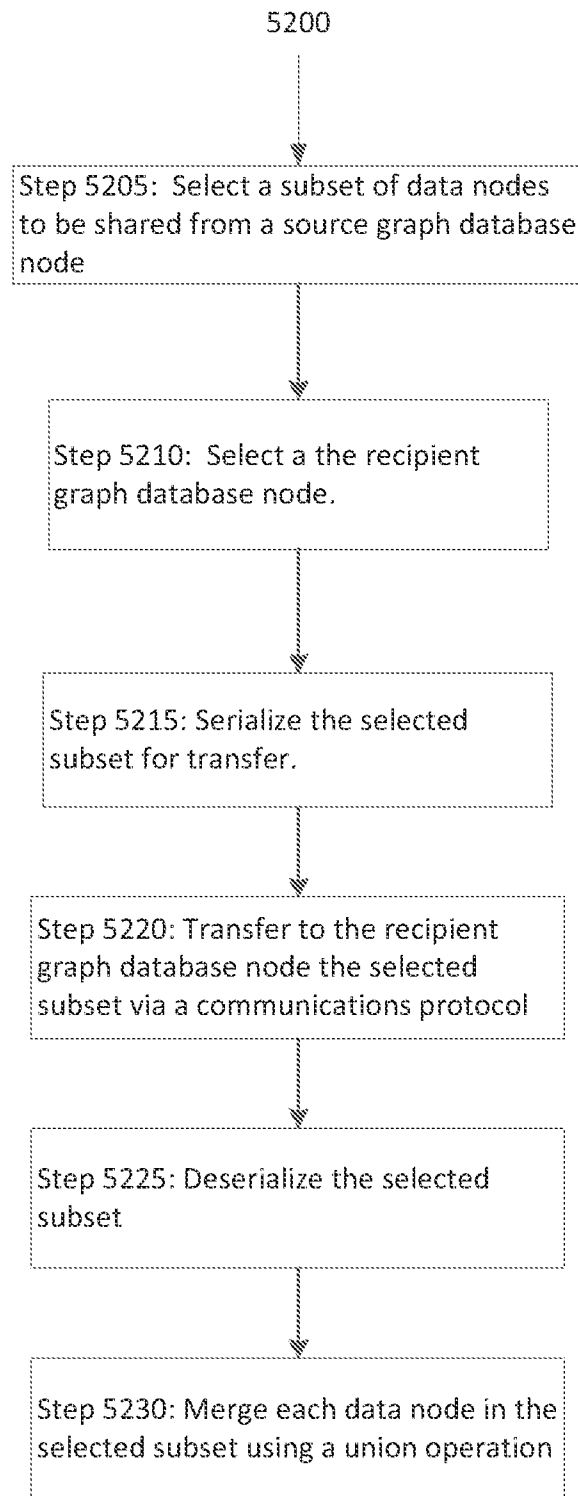 5200
Step 5205: Select a subset of data nodes
to be shared from a source graph database
node
Step 5210: Select a the recipient
graph database node.
Step 5215: Serialize the selected
subset for transfer.
Step 5220: Transfer to the recipient
graph database node the selected
subset via a communications protocol
Step 5225: Deserialize the selected
subset
Step 5230: Merge each data node in the
selected subset using a union operation